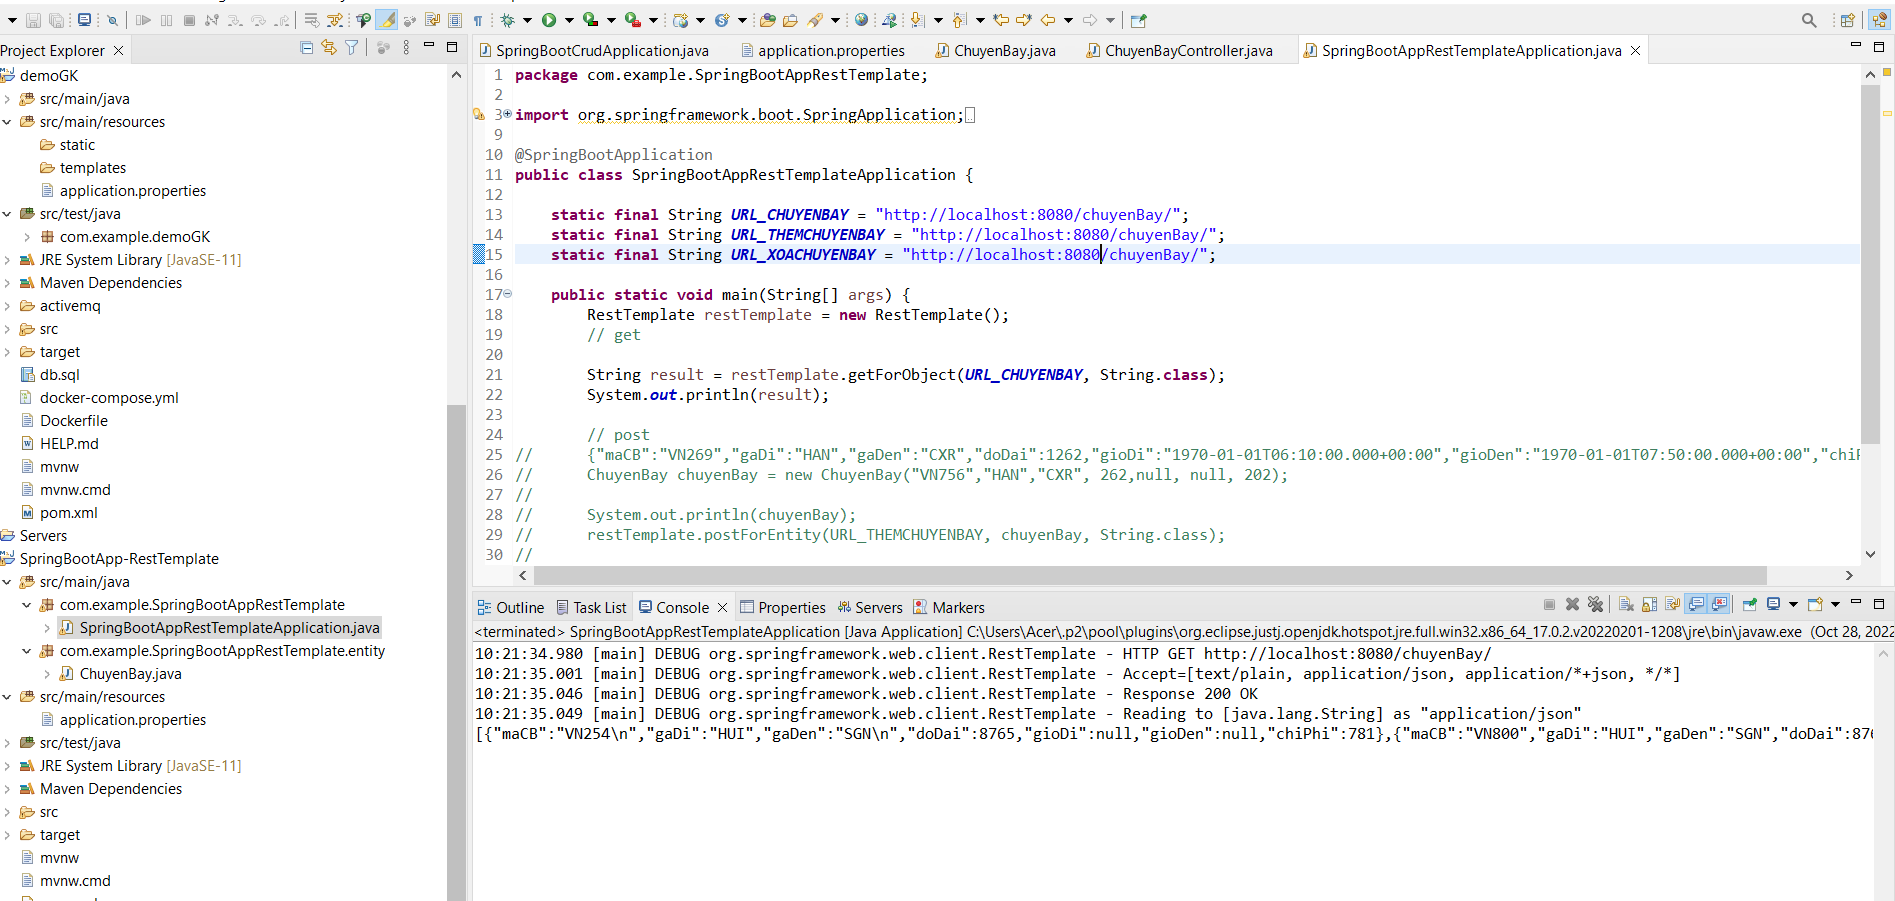 Project Explorer
demoGK
src/main/java
src/main/resources
static
templates
application.properties
src/test/java
com.example.demoGK
JRE System Library [JavaSE-11]
Maven Dependencies
activemq
src
target
db.sql
docker-compose.yml
Dockerfile
HELP.md
mvnw
mvnw.cmd
pom.xml
Servers
SpringBootApp-RestTemplate
src/main/java
com.example.SpringBootAppRestTemplate
SpringBootAppRestTemplateApplication.java
com.example.SpringBootAppRestTemplate.entity
ChuyenBay.java
src/main/resources
application.properties
src/test/java
JRE System Library [JavaSE-11]
Maven Dependencies
src
target
mvnw
mvnw.cmd
SpringBootCrudApplication.java application.properties ChuyenBay.java ChuyenBayController.java SpringBootAppRestTemplateApplication.java
1 package com.example.SpringBootAppRestTemplate;
2
3 import org.springframework.boot.SpringApplication;
9
10 @SpringBootApplication
11 public class SpringBootAppRestTemplateApplication {
12
13 static final String URL_CHUYENBAY = "http://localhost:8080/chuyenBay/";
14 static final String URL_THEMCHUYENBAY = "http://localhost:8080/chuyenBay/";
15 static final String URL_XOACHUYENBAY = "http://localhost:8080/chuyenBay/";
16
17 public static void main(String[] args) {
18 RestTemplate restTemplate = new RestTemplate();
19 // get
20
21 String result = restTemplate.getForObject(URL_CHUYENBAY, String.class);
22 System.out.println(result);
23
24 // post
25 // {"maCB":"VN269","gaDi":"HAN","gaDen":"CXR","doDai":1262,"gioDi":"1970-01-01T06:10:00.000+00:00","gioDen":"1970-01-01T07:50:00.000+00:00","chiP
26 // ChuyenBay chuyenBay = new ChuyenBay("VN756","HAN","CXR", 262,null, null, 202);
27 //
28 // System.out.println(chuyenBay);
29 // restTemplate.postForEntity(URL_THEMCHUYENBAY, chuyenBay, String.class);
30 //
Outline Task List Console Properties Servers Markers
<terminated> SpringBootAppRestTemplateApplication [Java Application] C:\Users\Acer\.p2\pool\plugins\org.eclipse.justj.openjdk.hotspot.jre.full.win32.x86_64_17.0.2.v20220201-1208\jre\bin\javaw.exe (Oct 28, 2022
10:21:34.980 [main] DEBUG org.springframework.web.client.RestTemplate - HTTP GET http://localhost:8080/chuyenBay/
10:21:35.001 [main] DEBUG org.springframework.web.client.RestTemplate - Accept=[text/plain, application/json, application/*+json, */*]
10:21:35.046 [main] DEBUG org.springframework.web.client.RestTemplate - Response 200 OK
10:21:35.049 [main] DEBUG org.springframework.web.client.RestTemplate - Reading to [java.lang.String] as "application/json"
[{"maCB":"VN254\n","gaDi":"HUI","gaDen":"SGN\n","doDai":8765,"gioDi":null,"gioDen":null,"chiPhi":781},{"maCB":"VN800","gaDi":"HUI","gaDen":"SGN","doDai":876